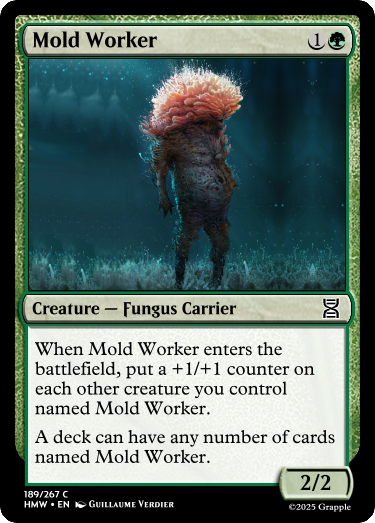 Mold Worker 1
Creature — Fungus Carrier
When Mold Worker enters the
battlefield, put a +1/+1 counter on
each other creature you control
named Mold Worker.
A deck can have any number of cards
named Mold Worker.
2/2
189/267 C
HMW • EN Guillaume Verdier
©2025 Grapple